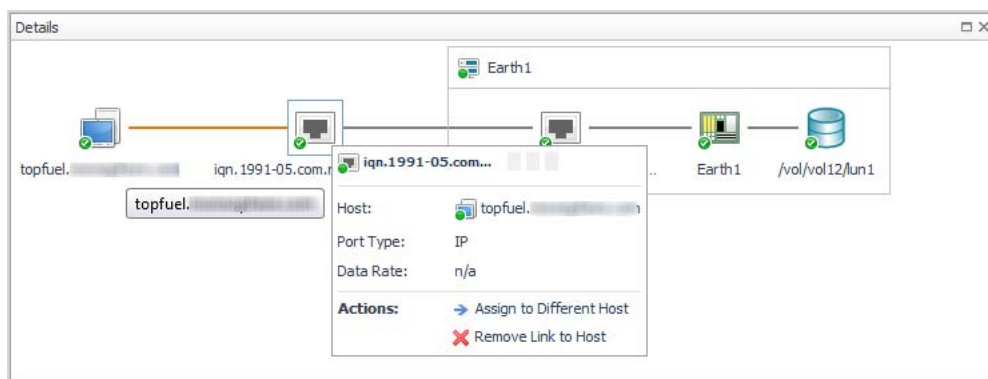 Details
Earth1
topfuel.
iqn.1991-05.com.r
..
Earth1
/vol/vol12/lun1
topfuel.
iqn.1991-05.com...
Host:
topfuel.
Port Type:
IP
Data Rate:
n/a
Actions:
Assign to Different Host
Remove Link to Host